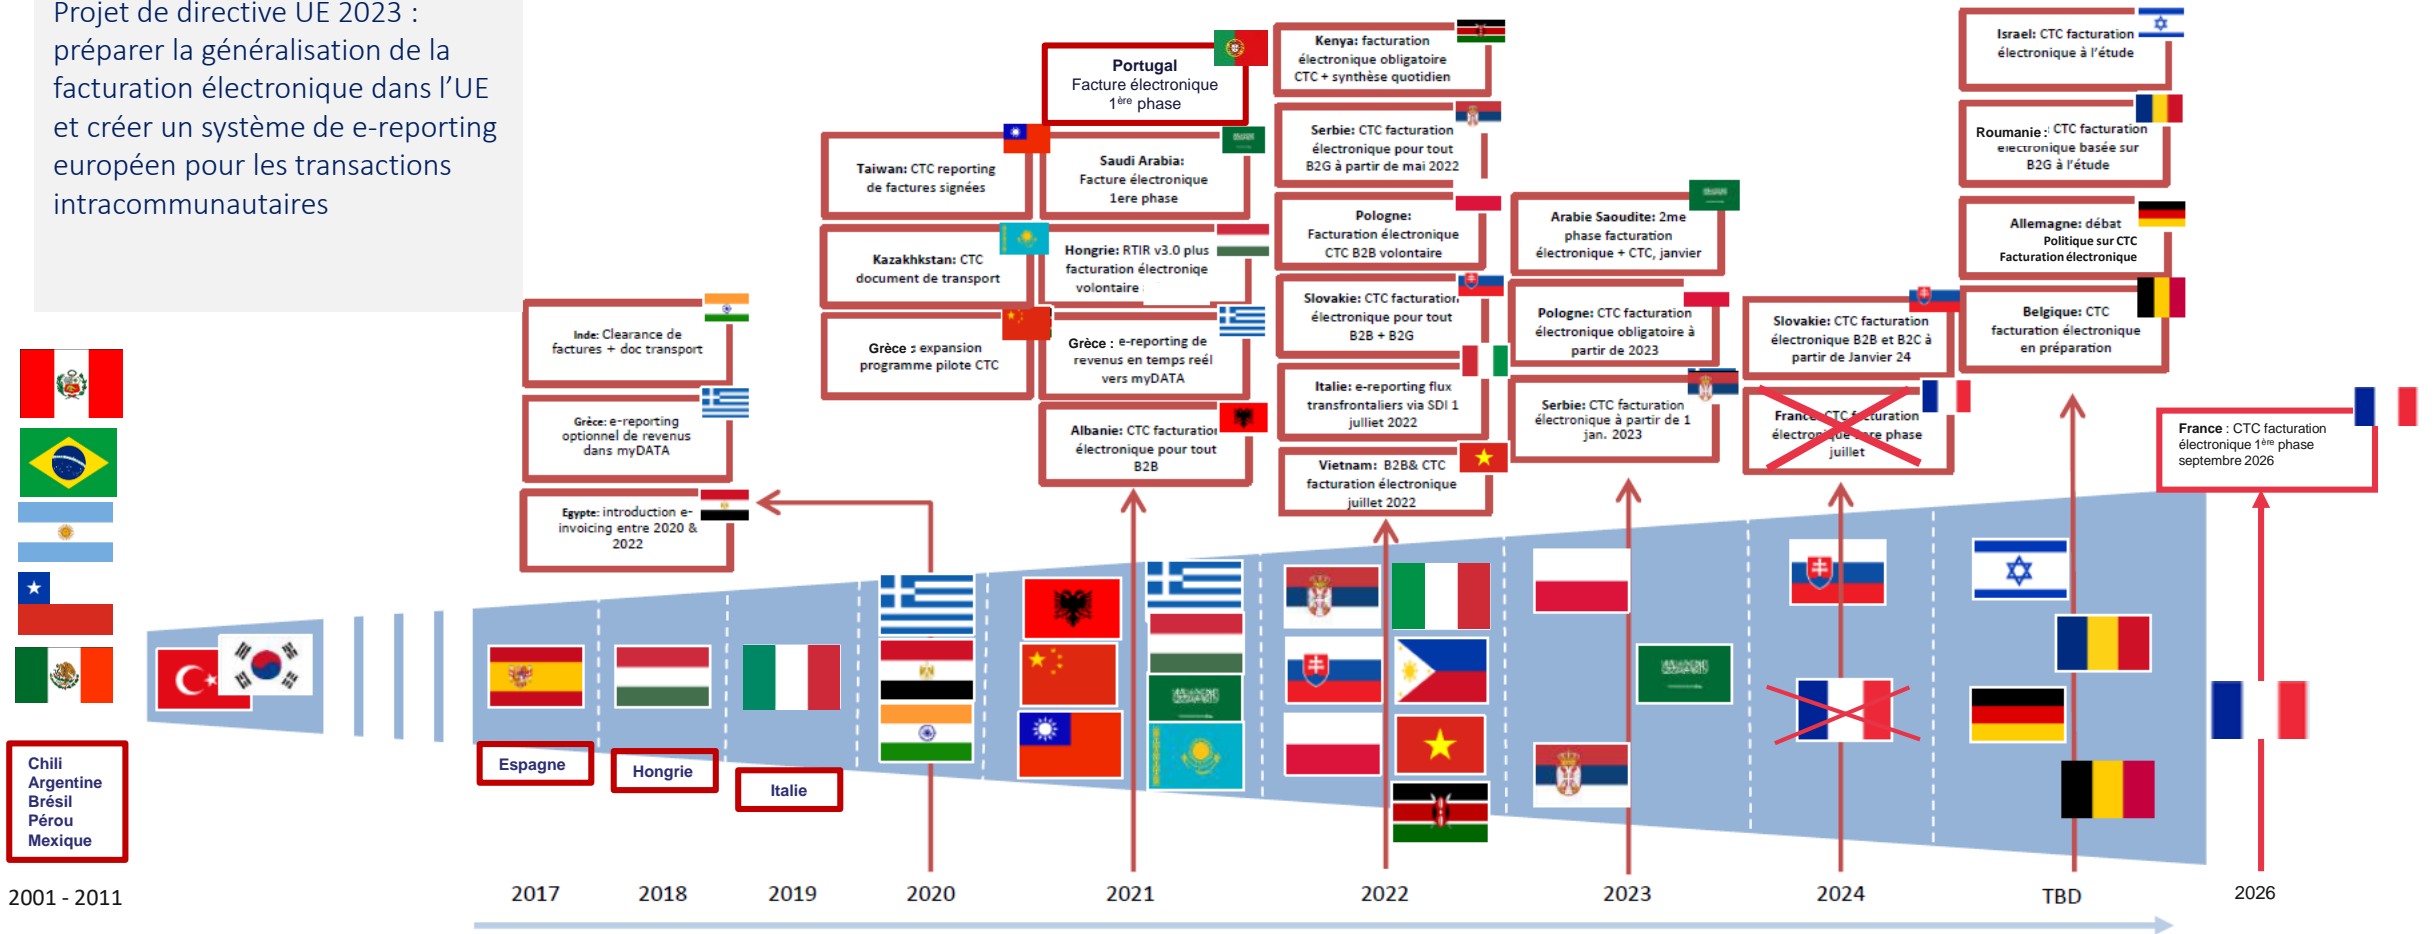 Projet de directive UE 2023 :
préparer la généralisation de la
facturation électronique dans l'UE
et créer un système de e-reporting
européen pour les transactions
intracommunautaires
Chili
Argentine
Brésil
Pérou
Mexique
2001 - 2011
Inde: Clearance de
factures + doc transport
Grèce: e-reporting
optionnel de revenus
dans myDATA
Egypte: introduction e-
invoicing entre 2020 &
2022
Espagne
Hongrie
Italie
Taiwan: CTC reporting
de factures signées
Kazakhkstan: CTC
document de transport
Grèce : expansion
programme pilote CTC
Portugal
Facture électronique
1ère phase
Saudi Arabia:
Facture électronique
1ere phase
Hongrie: RTIR v3.0 plus
facturation électroniqe
volontaire
Grèce : e-reporting de
revenus en temps reél
vers myDATA
Albanie: CTC facturation
électronique pour tout
B2B
Kenya: facturation
électronique obligatoire
CTC + synthèse quotidien
Serbie: CTC facturation
électronique pour tout
B2G à partir de mai 2022
Pologne:
Facturation électronique
CTC B2B volontaire
Slovakie: CTC facturation
électronique pour tout
B2B + B2G
Italie: e-reporting flux
transfrontaliers via SDI 1
julliet 2022
Vietnam: B2B& CTC
facturation électronique
juillet 2022
Arabie Saoudite: 2me
phase facturation
électronique + CTC, janvier
Pologne: CTC facturation
électronique obligatoire à
partir de 2023
Serbie: CTC facturation
électronique à partir de 1
jan. 2023
Slovakie: CTC facturation
électronique B2B et B2C à
partir de Janvier 24
France: CTC facturation
électronique 1ere phase
juillet
Israel: CTC facturation
électronique à l'étude
Roumanie : CTC facturation
électronique basée sur
B2G à l'étude
Allemagne: débat
Politique sur CTC
Facturation électronique
Belgique: CTC
facturation électronique
en préparation
France : CTC facturation
électronique 1ère phase
septembre 2026
2017
2018
2019
2020
2021
2022
2023
2024
TBD
2026